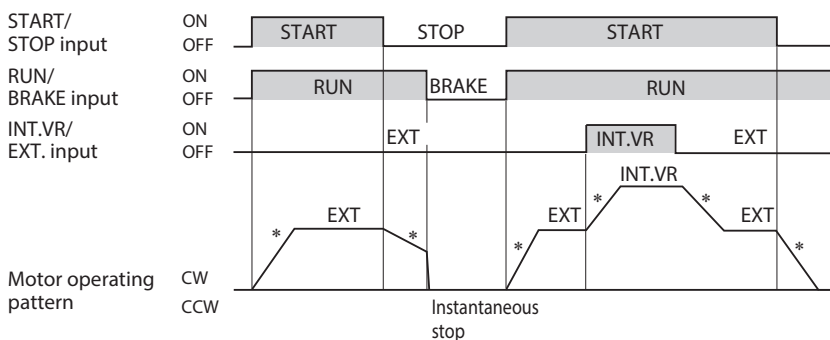 START/
STOP input
ON
OFF
START
STOP
START
RUN/
BRAKE input
ON
OFF
RUN
BRAKE
RUN
INT.VR/
EXT. input
ON
OFF
EXT
INT.VR
EXT
INT.VR
EXT
EXT
EXT
* * * * * *
Motor operating
pattern
CW
CCW
Instantaneous
stop